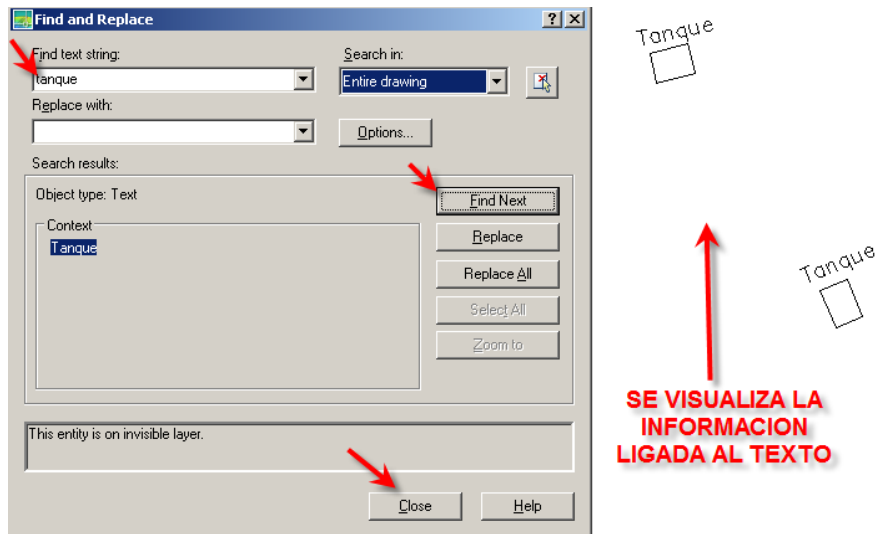 Find and Replace
Find text string:
Search in:
tanque
Entire drawing
Replace with:
Options...
Search results:
Object type: Text
Context
Tanque
Find Next
Replace
Replace All
Select All
Zoom to
This entity is on invisible layer.
Close
Help
Tanque
Tanque
SE VISUALIZA LA
INFORMACION
LIGADA AL TEXTO